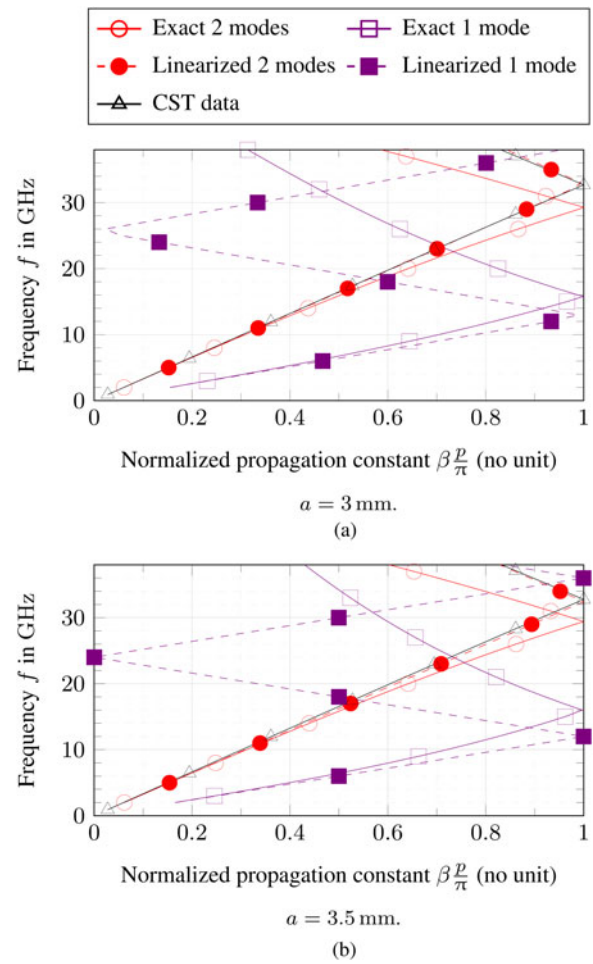 Exact 2 modes Exact 1 mode
Linearized 2 modes Linearized 1 mode
CST data
30
20
10
0
Frequency f in GHz
0 0.2 0.4 0.6 0.8 1
Normalized propagation constant β p/π (no unit)
a = 3 mm.
(a)
30
20
10
0
Frequency f in GHz
0 0.2 0.4 0.6 0.8 1
Normalized propagation constant β p/π (no unit)
a = 3.5 mm.
(b)